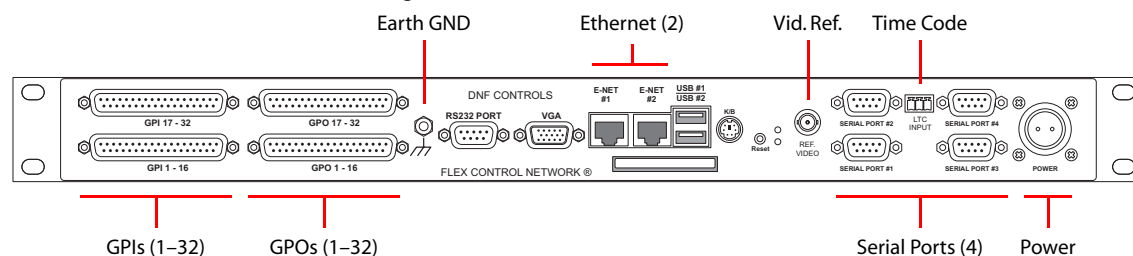 Earth GND
Ethernet (2)
Vid. Ref.
Time Code
GPI 17 - 32
GPO 17 - 32
GPI 1 - 16
GPO 1 - 16
DNF CONTROLS
RS232 PORT
VGA
FLEX CONTROL NETWORK ®
E-NET
#1
E-NET
#2
USB #1
USB #2
K/B
Reset
REF.
VIDEO
SERIAL PORT #2
LTC
INPUT
SERIAL PORT #4
SERIAL PORT #1
SERIAL PORT #3
POWER
GPIs (1–32)
GPOs (1–32)
Serial Ports (4)
Power